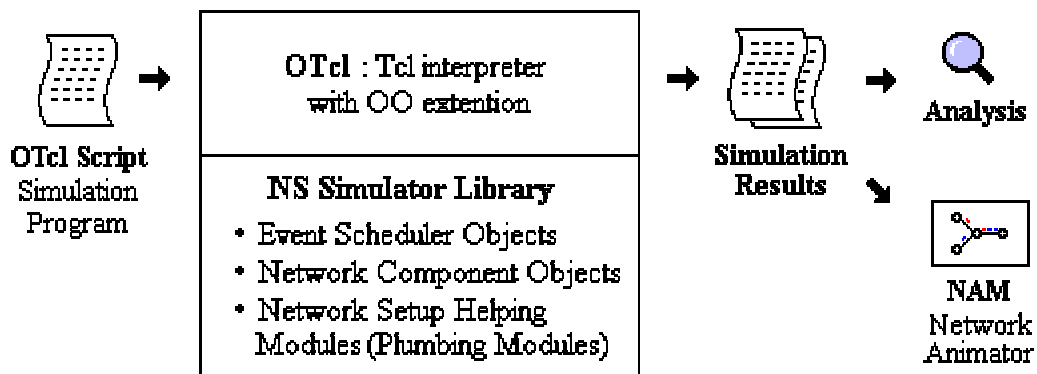 OTcl Script
Simulation
Program
OTcl : Tcl interpreter
with OO extention
NS Simulator Library
• Event Scheduler Objects
• Network Component Objects
• Network Setup Helping
Modules (Plumbing Modules)
Simulation
Results
Analysis
NAM
Network
Animator